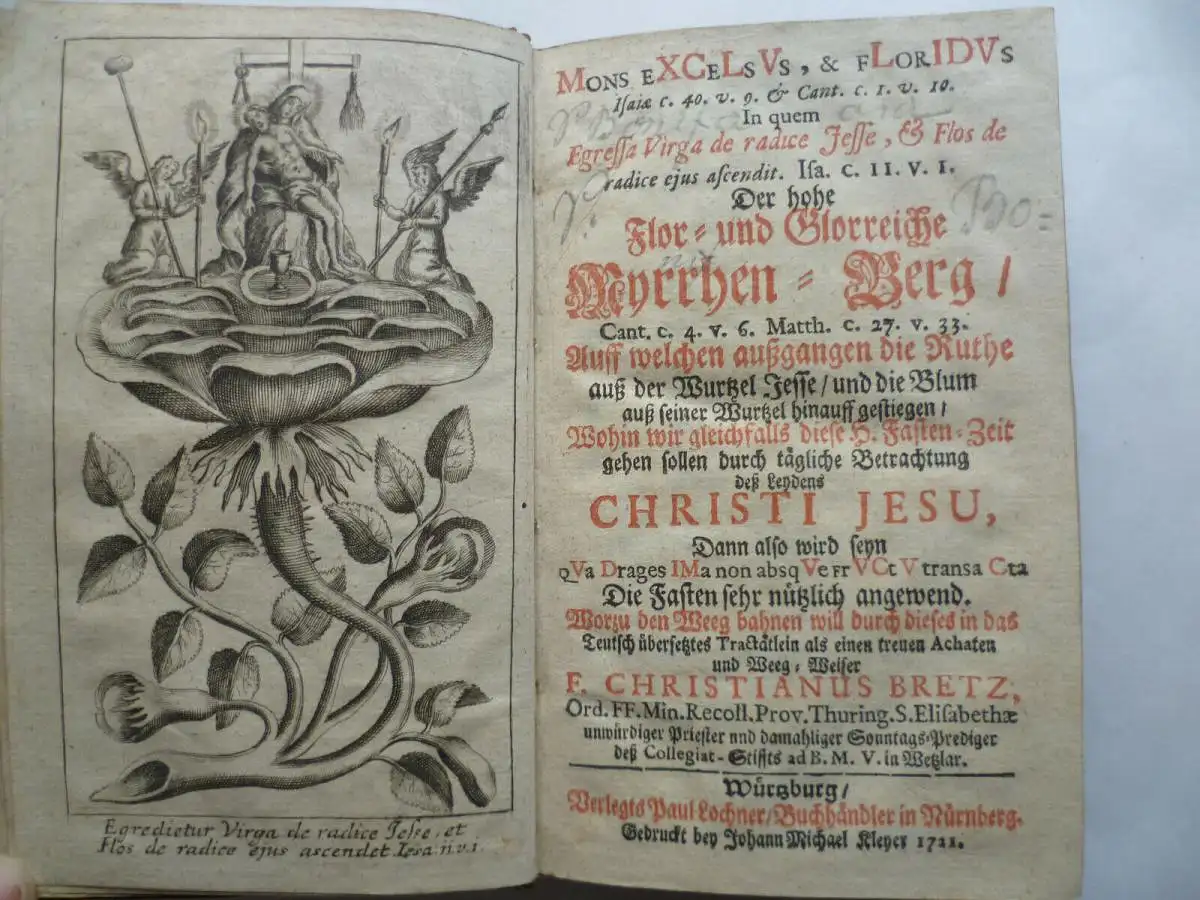 Egredietur Virga de radice Jesse, et
Flos de radice ejus ascendet Iesa: 11.v.1.
MONS EXCELSVS, & FLORIDVS
Iſaiæ c. 40. v. 9. & Cant. c. 1. v. 10.
In quem
Egreſſa Virga de radice Jeſſe, & Flos de
radice ejus aſcendit. Iſa. c. II. V. I.
Der hohe
Flor- und Glorreiche
Myrrhen-Berg/
Cant. c. 4. v. 6. Matth. c. 27. v. 33.
Auff welchen außgangen die Ruthe
auß der Wurtzel Jeſſe/ und die Blum
auß ſeiner Wurtzel hinauff geſtiegen/
Wohin wir gleichfalls dieſe H. Faſten-Zeit
gehen ſollen durch tägliche Betrachtung
deß Leydens
CHRISTI JESU,
Dann alſo wird ſeyn
qVa Drages IMa non absqVe frVCtV transaCta
Die Faſten ſehr nützlich angewend.
Worzu den Weeg bahnen will durch dieſes in das
Teutſch überſetztes Tractätlein als einen treuen Achaten
und Weeg-Weiſer
F. CHRISTIANUS BRETZ,
Ord. FF. Min. Recoll. Prov. Thuring. S. Eliſabethæ
unwürdiger Prieſter nnd damahliger Sonntags-Prediger
deß Collegiat-Stiffts ad B. M. V. in Wetzlar.
Würtzburg/
Verlegts Paul Lochner/ Buchhändler in Nürnberg.
Gedruckt bey Johann Michael Kleyer 1721.